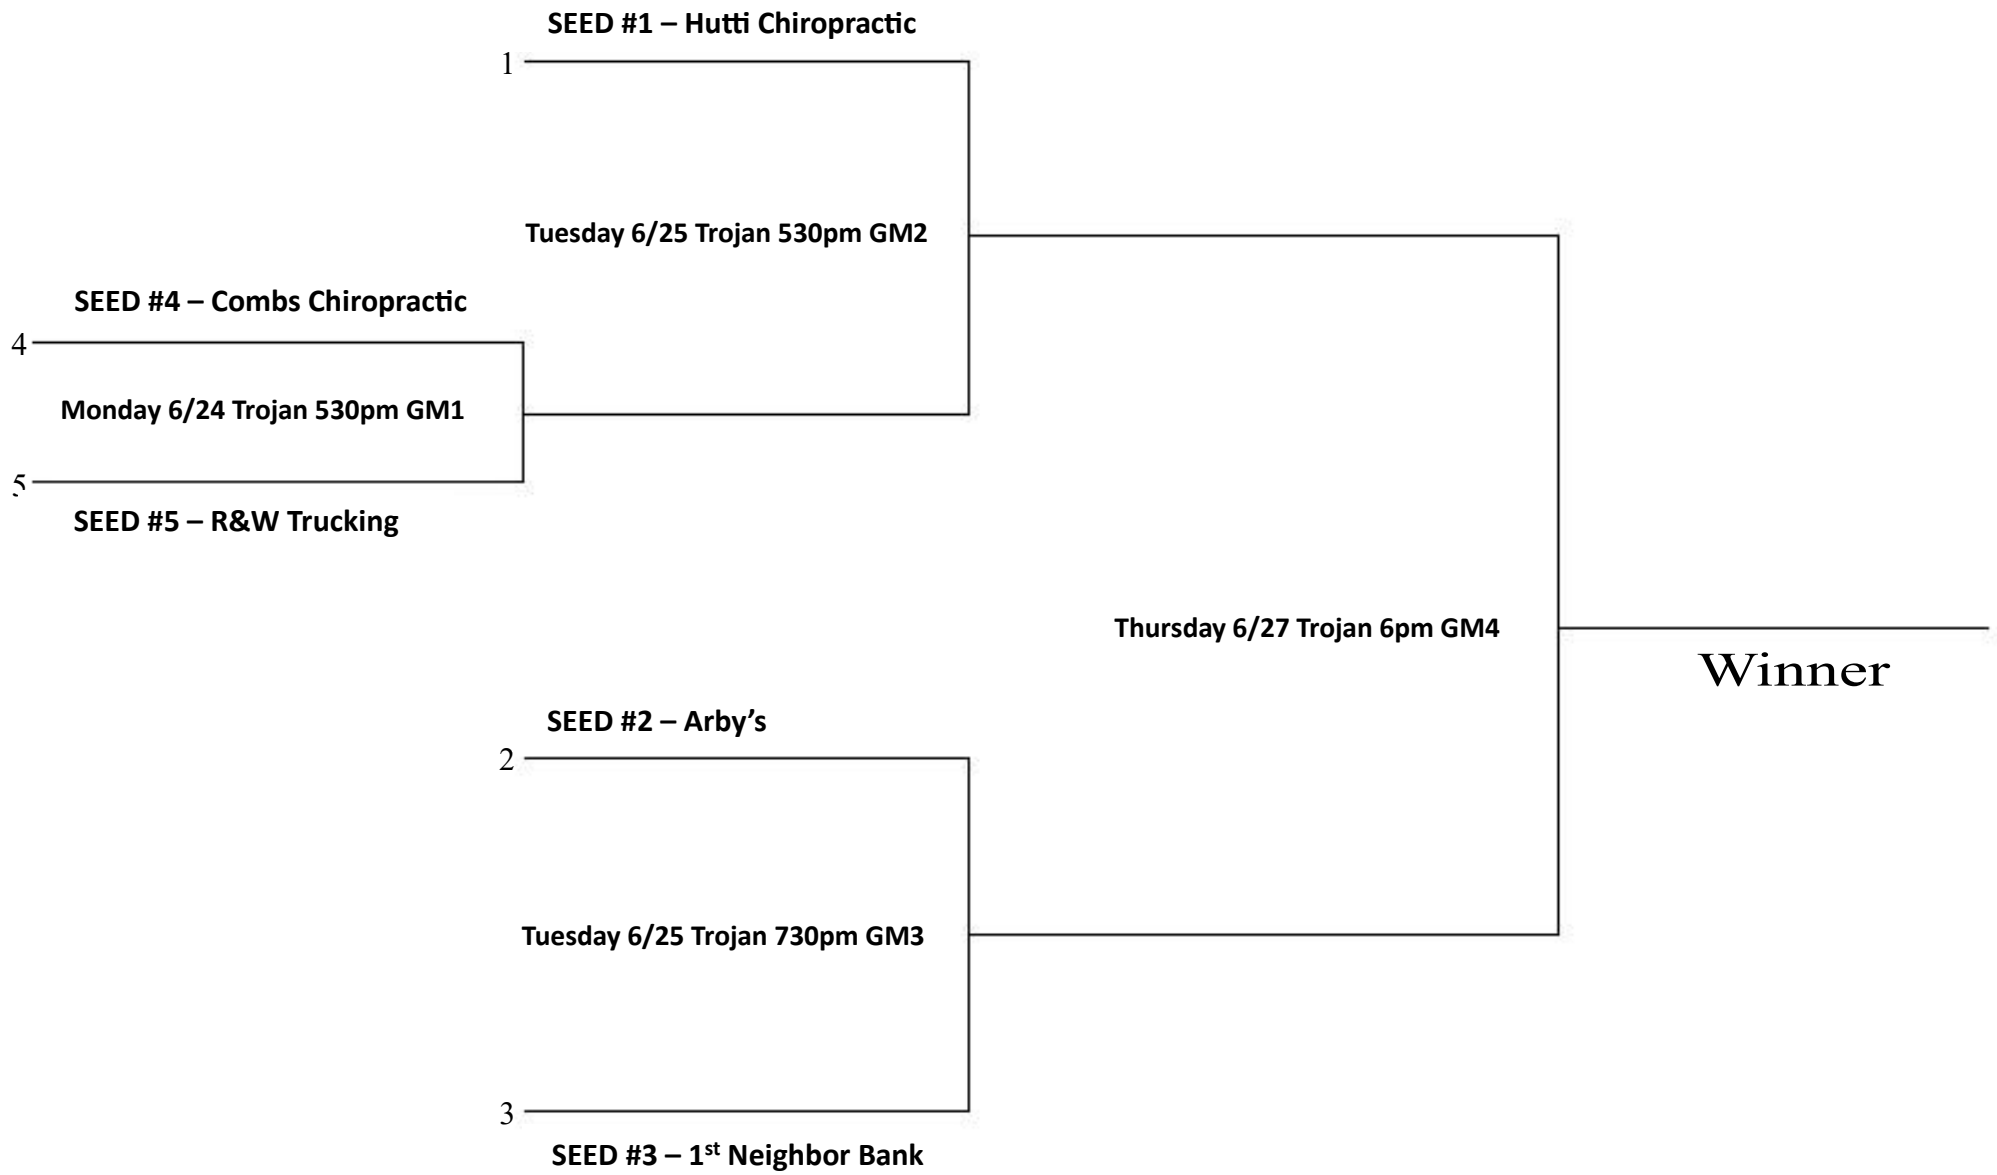 SEED #1 – Hutti Chiropractic
1
Tuesday 6/25 Trojan 530pm GM2
SEED #4 – Combs Chiropractic
4
Monday 6/24 Trojan 530pm GM1
5
SEED #5 – R&W Trucking
Thursday 6/27 Trojan 6pm GM4
Winner
SEED #2 – Arby’s
2
Tuesday 6/25 Trojan 730pm GM3
3
SEED #3 – 1st Neighbor Bank